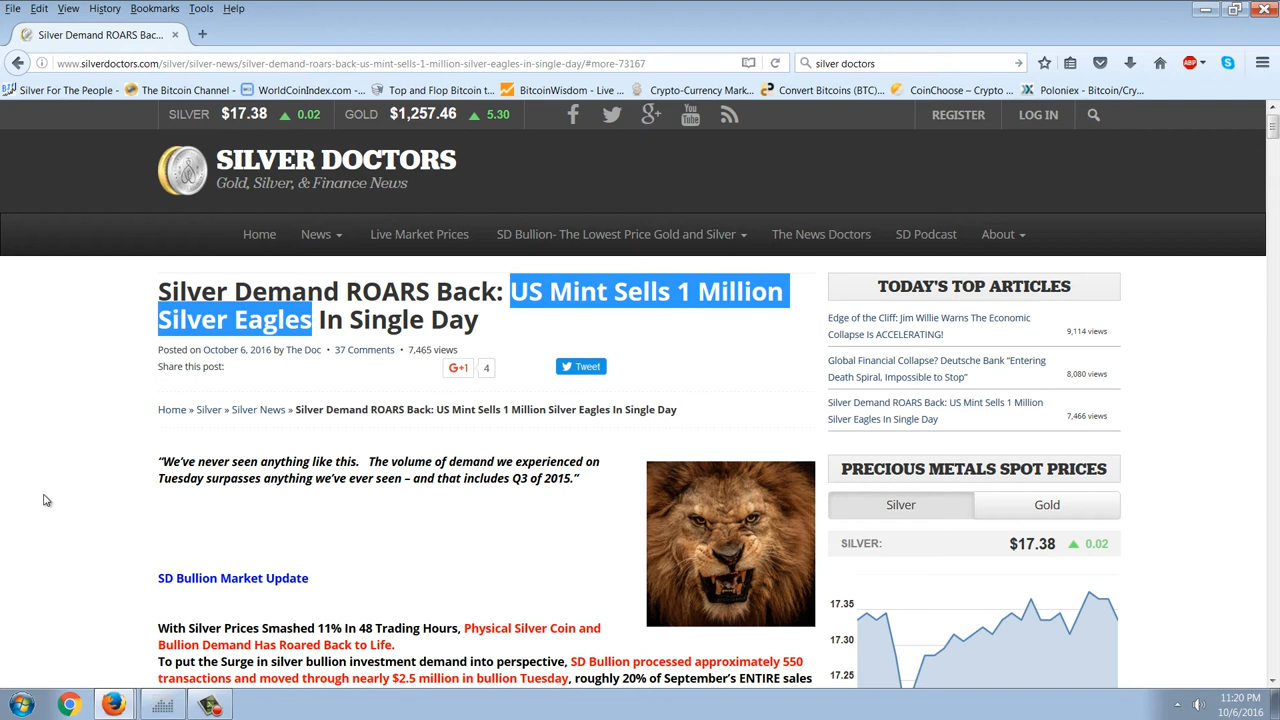 File Edit View History Bookmarks Tools Help
Silver Demand ROARS Bac...
www.silverdoctors.com/silver/silver-news/silver-demand-roars-back-us-mint-sells-1-million-silver-eagles-in-single-day/#more-73167
silver doctors
ABP
Silver For The People - The Bitcoin Channel - WorldCoinIndex.com -... Top and Flop Bitcoin t... BitcoinWisdom - Live ... Crypto-Currency Mark... Convert Bitcoins (BTC)... CoinChoose – Crypto ... Poloniex - Bitcoin/Cry...
SILVER $17.38 0.02 GOLD $1,257.46 5.30 You Tube REGISTER LOG IN
SILVER DOCTORS
Gold, Silver, & Finance News
Home News Live Market Prices SD Bullion- The Lowest Price Gold and Silver The News Doctors SD Podcast About
Silver Demand ROARS Back: US Mint Sells 1 Million
Silver Eagles In Single Day
Posted on October 6, 2016 by The Doc • 37 Comments • 7,465 views
Share this post: G+1 4 Tweet
Home » Silver » Silver News » Silver Demand ROARS Back: US Mint Sells 1 Million Silver Eagles In Single Day
“We’ve never seen anything like this. The volume of demand we experienced on
Tuesday surpasses anything we’ve ever seen – and that includes Q3 of 2015.”
SD Bullion Market Update
With Silver Prices Smashed 11% In 48 Trading Hours, Physical Silver Coin and
Bullion Demand Has Roared Back to Life.
To put the Surge in silver bullion investment demand into perspective, SD Bullion processed approximately 550
transactions and moved through nearly $2.5 million in bullion Tuesday, roughly 20% of September’s ENTIRE sales
TODAY'S TOP ARTICLES
Edge of the Cliff: Jim Willie Warns The Economic
Collapse Is ACCELERATING! 9,114 views
Global Financial Collapse? Deutsche Bank “Entering
Death Spiral, Impossible to Stop” 8,080 views
Silver Demand ROARS Back: US Mint Sells 1 Million
Silver Eagles In Single Day 7,466 views
PRECIOUS METALS SPOT PRICES
Silver Gold
SILVER: $17.38 0.02
17.35
17.30
17.25
11:20 PM
10/6/2016